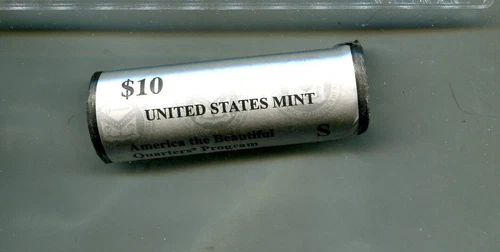 $10
UNITED STATES MINT
America the Beautiful
Quarters® Program
S